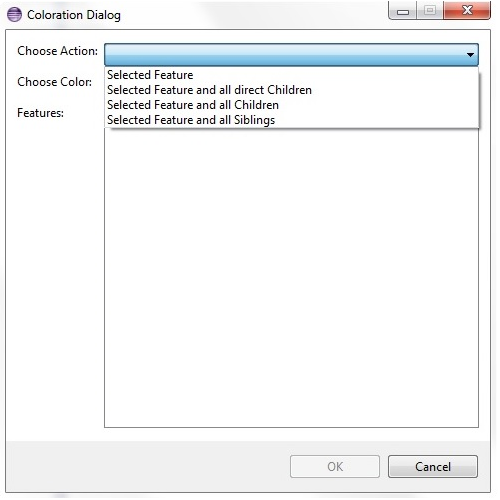 Coloration Dialog
Choose Action:
Selected Feature
Choose Color:
Selected Feature and all direct Children
Selected Feature and all Children
Features:
Selected Feature and all Siblings
OK
Cancel